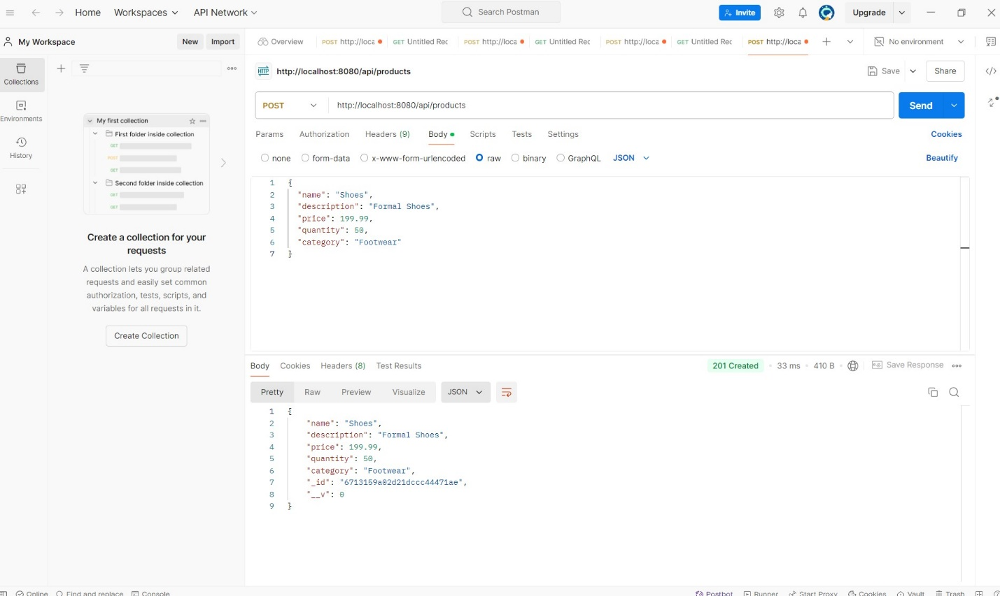 Home Workspaces API Network Search Postman Invite Upgrade
My Workspace New Import Overview POST http://loca GET Untitled Rec POST http://loca GET Untitled Rec POST http://loca GET Untitled Rec POST http://loca No environment
Collections
Environments
History
My first collection
First folder inside collection
GET
POST
GET
Second folder inside collection
GET
GET
Create a collection for your
requests
A collection lets you group related
requests and easily set common
authorization, tests, scripts, and
variables for all requests in it.
Create Collection
HTTP http://localhost:8080/api/products Save Share
POST http://localhost:8080/api/products Send
Params Authorization Headers (9) Body Scripts Tests Settings Cookies
none form-data x-www-form-urlencoded raw binary GraphQL JSON Beautify
1 {
2 "name": "Shoes",
3 "description": "Formal Shoes",
4 "price": 199.99,
5 "quantity": 50,
6 "category": "Footwear"
7 }
Body Cookies Headers (8) Test Results 201 Created 33 ms 410 B e.g. Save Response
Pretty Raw Preview Visualize JSON
1 {
2 "name": "Shoes",
3 "description": "Formal Shoes",
4 "price": 199.99,
5 "quantity": 50,
6 "category": "Footwear",
7 "_id": "6713159a02d21dccc44471ae",
8 "__v": 0
9 }
Online Find and replace Console Postbot Runner Start Proxy Cookies Vault Trash